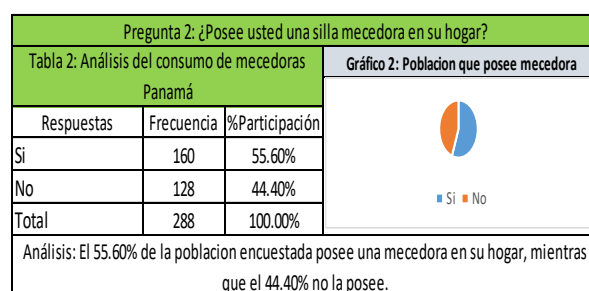 Pregunta 2: ¿Posee usted una silla mecedora en su hogar?
Tabla 2: Análisis del consumo de mecedoras
Panamá
Gráfico 2: Poblacion que posee mecedora
Respuestas Frecuencia %Participación
Si 160 55.60%
No 128 44.40%
Total 288 100.00%
Si No
Análisis: El 55.60% de la poblacion encuestada posee una mecedora en su hogar, mientras
que el 44.40% no la posee.